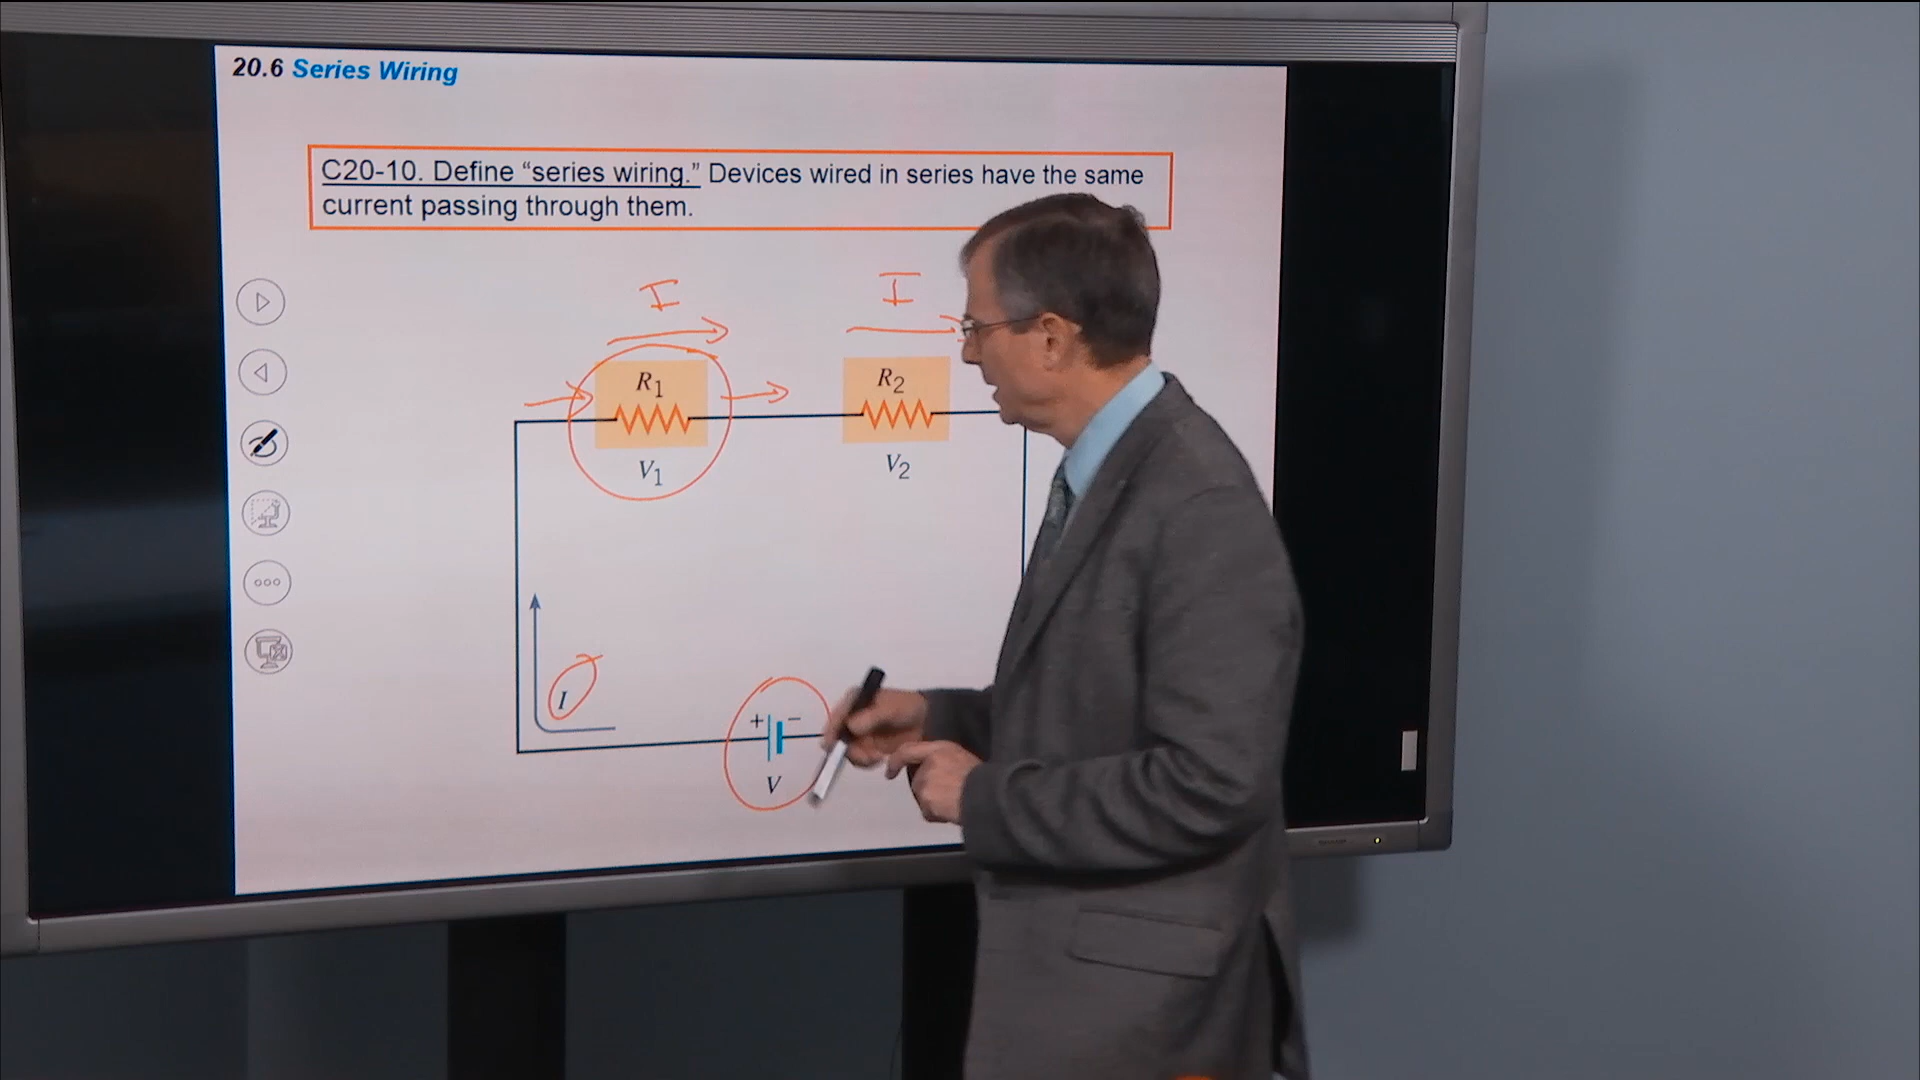 20.6 Series Wiring
C20-10. Define “series wiring.” Devices wired in series have the same
current passing through them.
I I
R1 R2
V1 V2
I
+ −
V